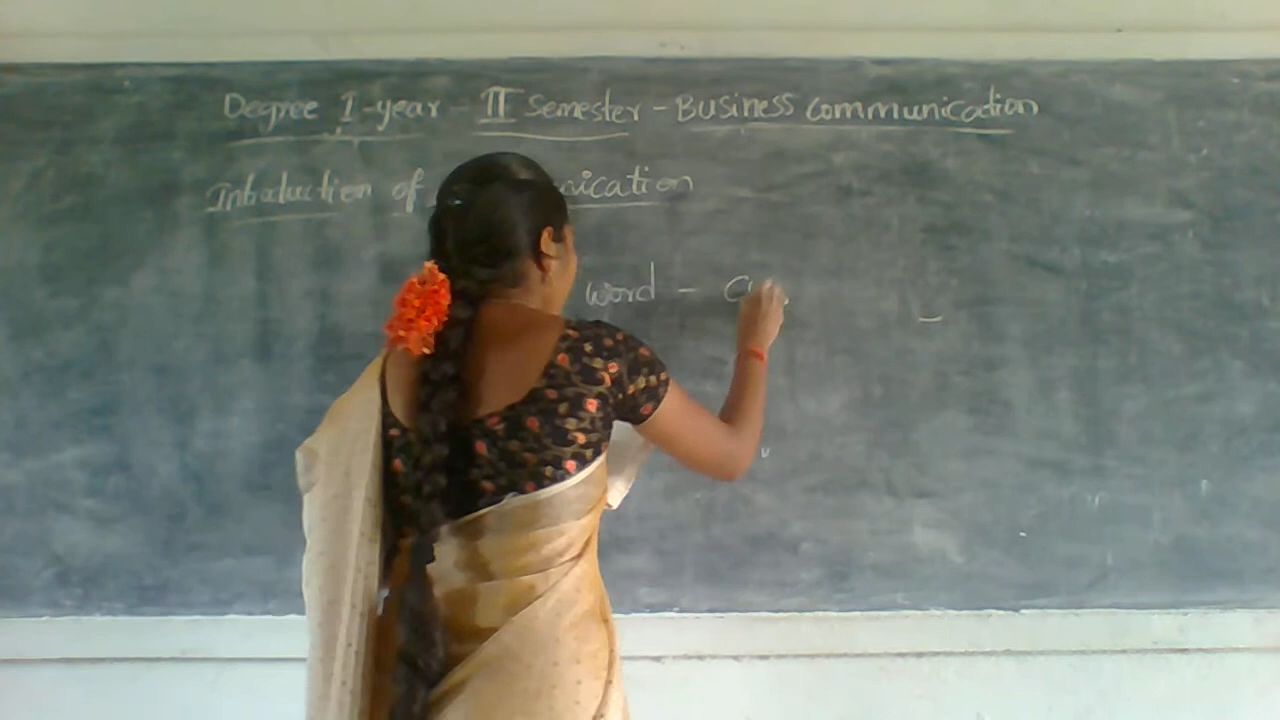 Degree I-year - II Semester - Business communication
Introduction of nication
word -